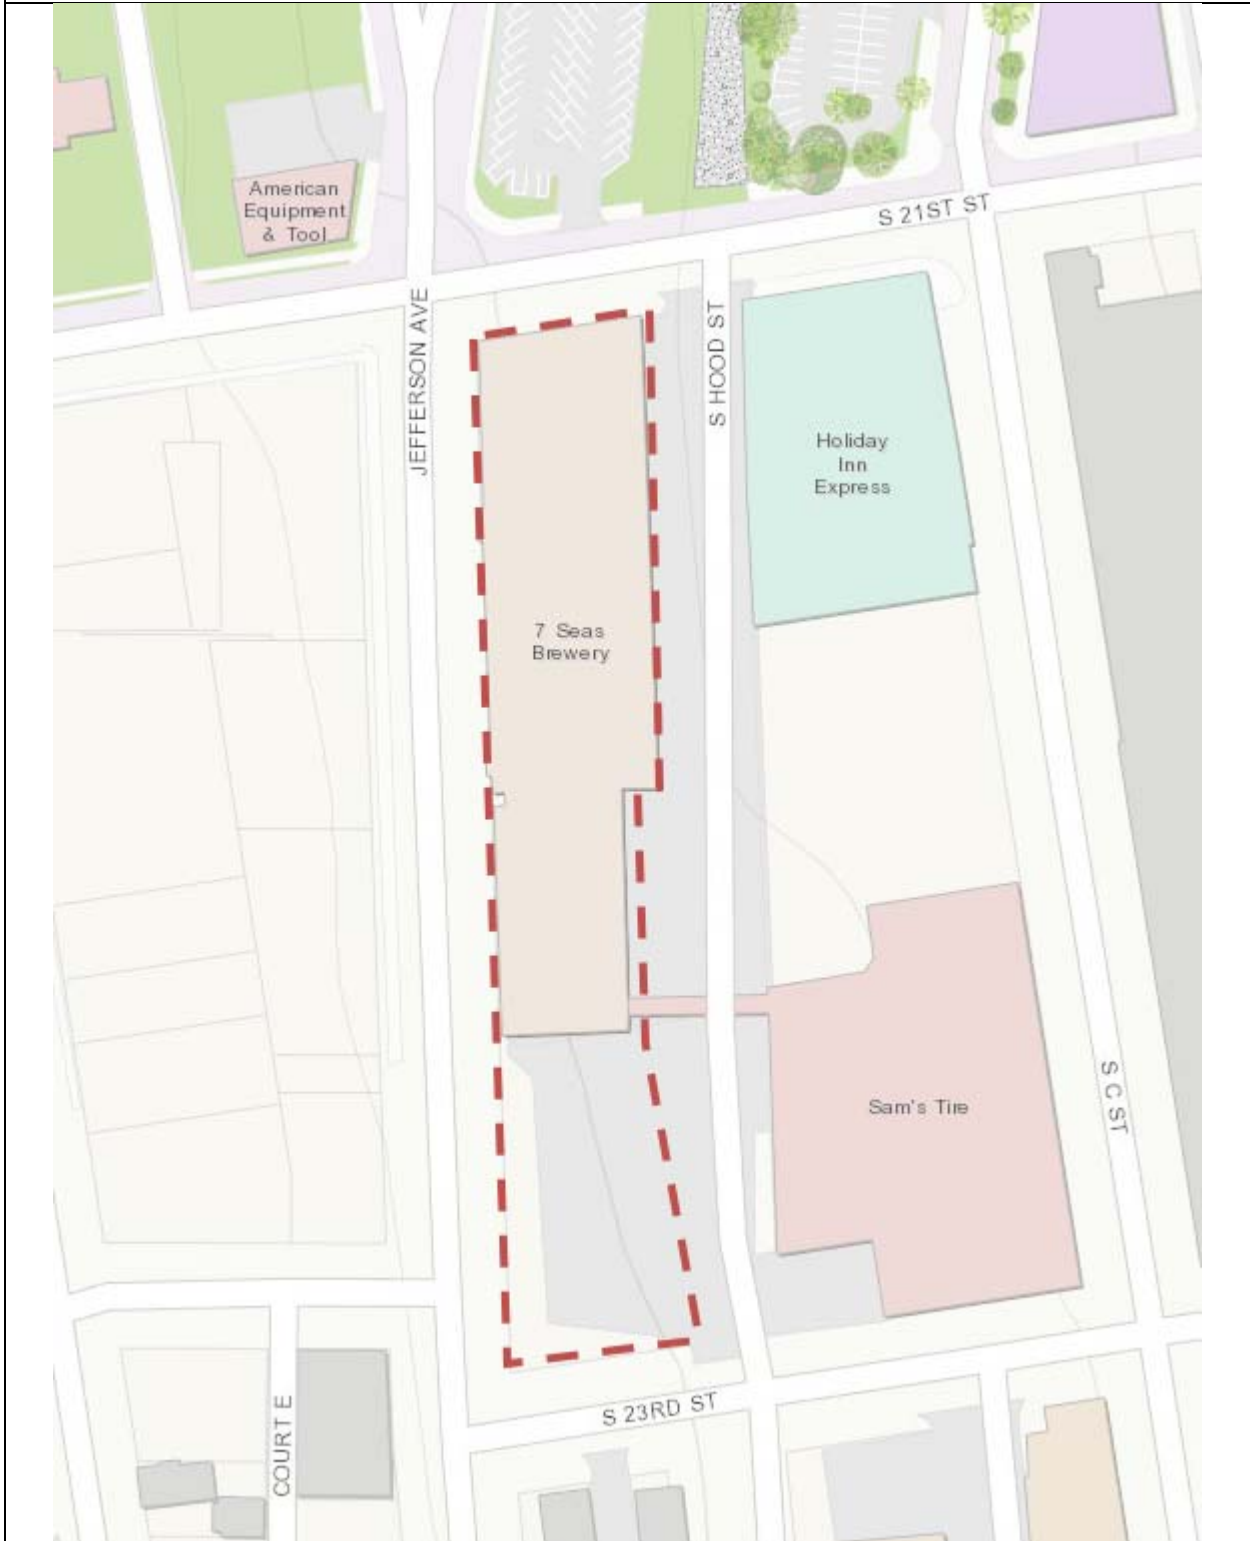 American
Equipment
& Tool
S 21ST ST
JEFFERSON AVE
S HOOD ST
Holiday
Inn
Express
7 Seas
Brewery
Sam's Tire
S C ST
S 23RD ST
COURT E